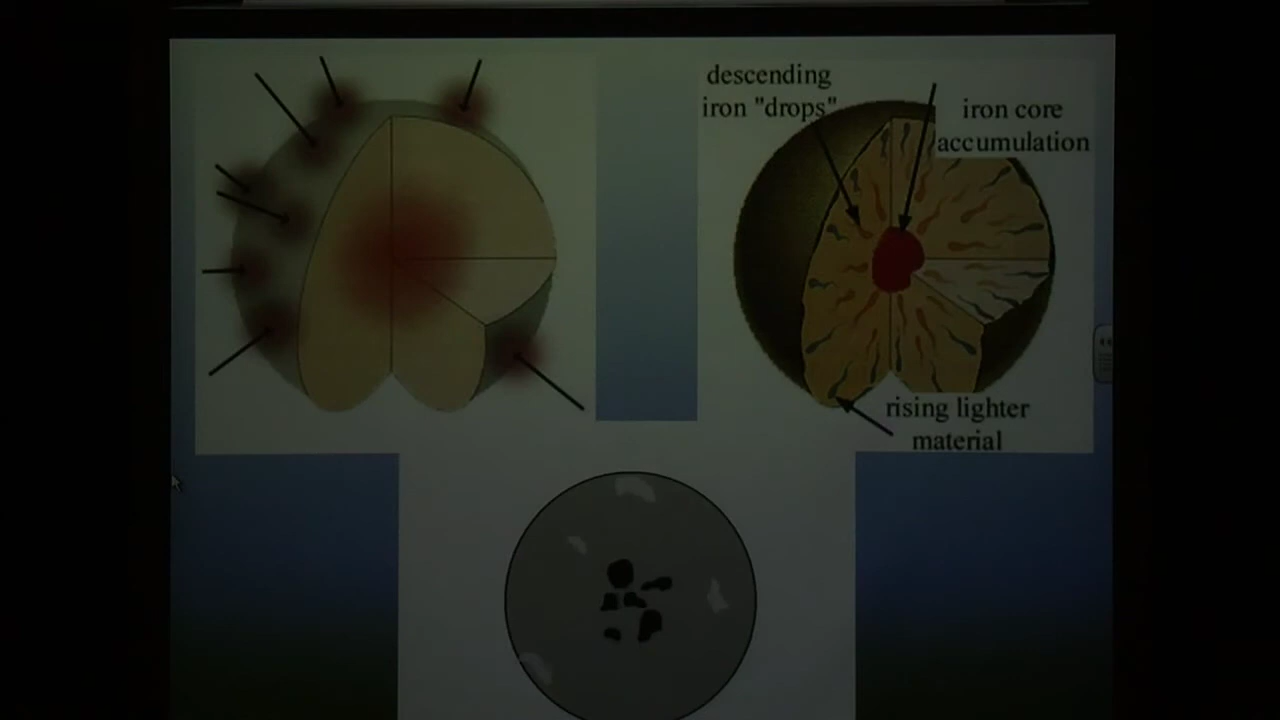 descending
iron "drops"
iron core
accumulation
rising lighter
material